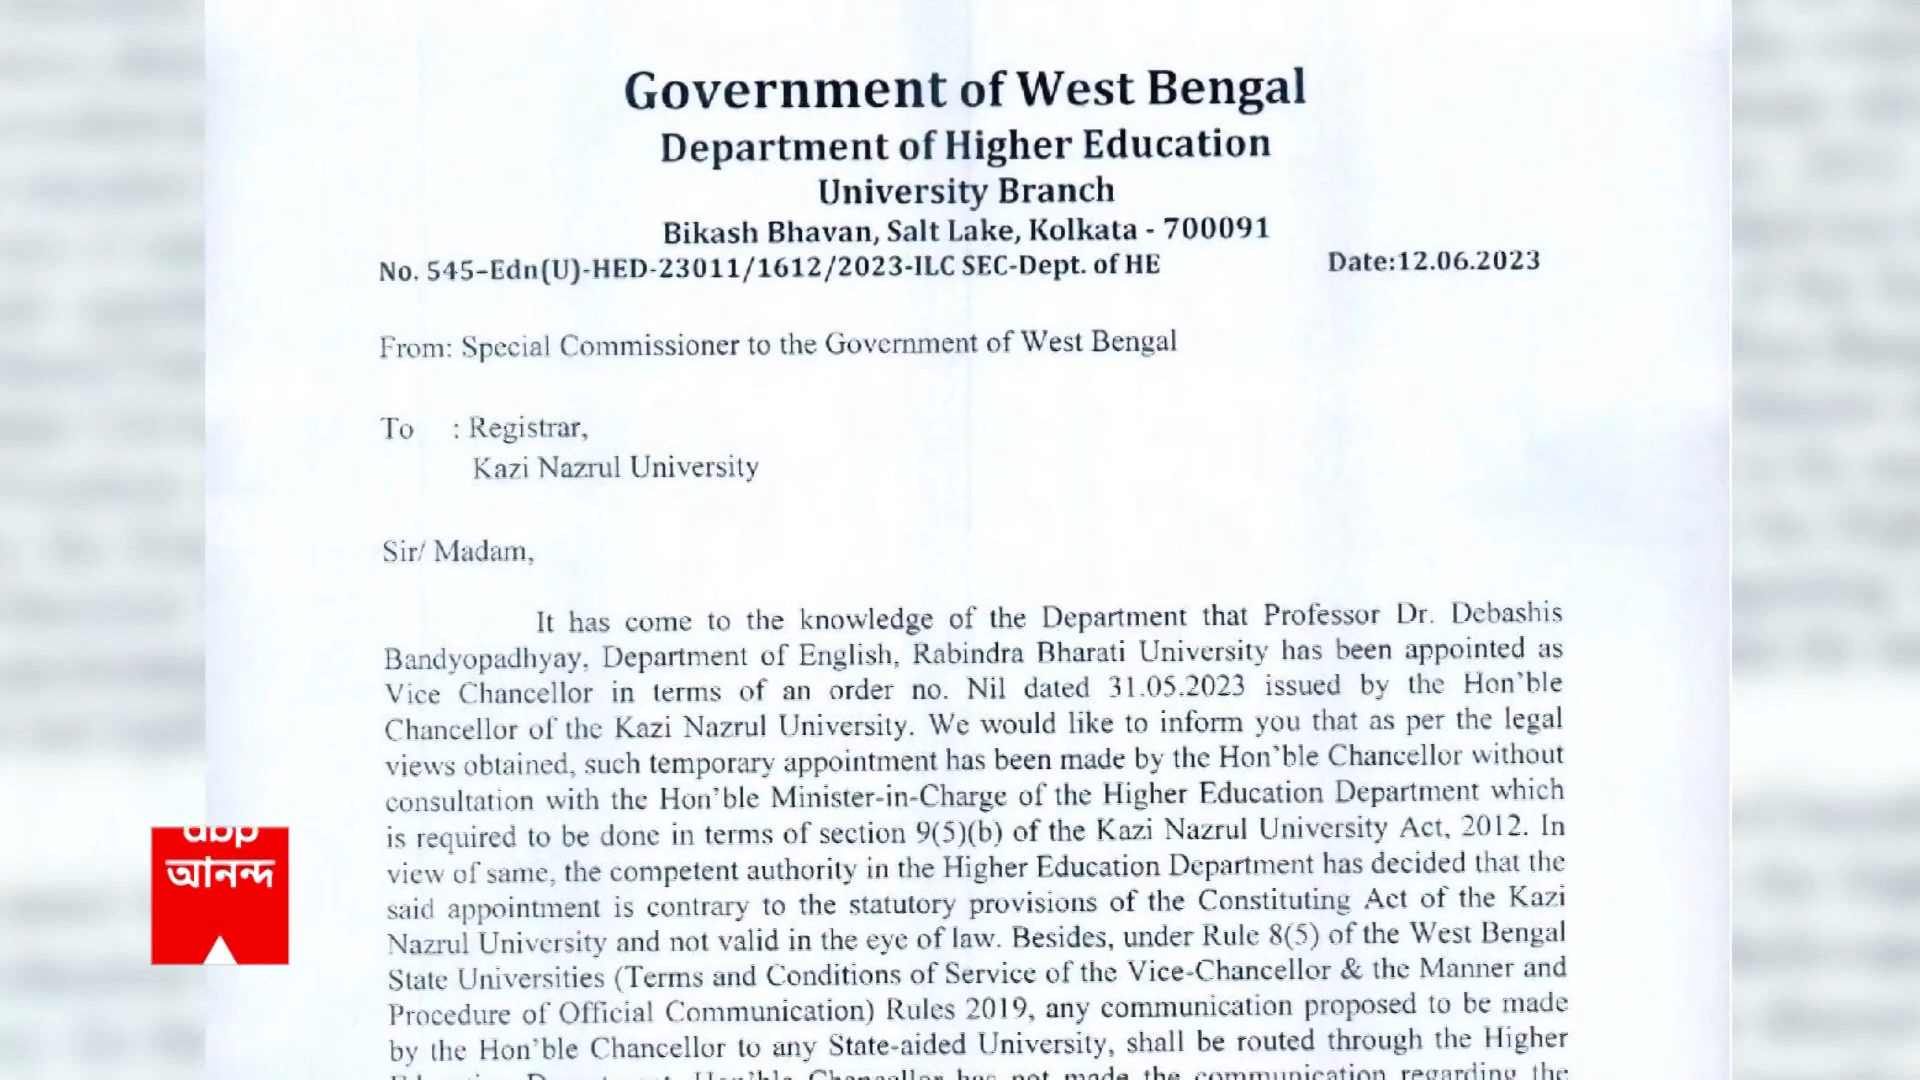 Government of West Bengal
Department of Higher Education
University Branch
Bikash Bhavan, Salt Lake, Kolkata - 700091
No. 545-Edn(U)-HED-23011/1612/2023-ILC SEC-Dept. of HE Date:12.06.2023
From: Special Commissioner to the Government of West Bengal
To : Registrar,
Kazi Nazrul University
Sir/ Madam,
It has come to the knowledge of the Department that Professor Dr. Debashis
Bandyopadhyay, Department of English, Rabindra Bharati University has been appointed as
Vice Chancellor in terms of an order no. Nil dated 31.05.2023 issued by the Hon'ble
Chancellor of the Kazi Nazrul University. We would like to inform you that as per the legal
views obtained, such temporary appointment has been made by the Hon'ble Chancellor without
consultation with the Hon'ble Minister-in-Charge of the Higher Education Department which
is required to be done in terms of section 9(5)(b) of the Kazi Nazrul University Act, 2012. In
view of same, the competent authority in the Higher Education Department has decided that the
said appointment is contrary to the statutory provisions of the Constituting Act of the Kazi
Nazrul University and not valid in the eye of law. Besides, under Rule 8(5) of the West Bengal
State Universities (Terms and Conditions of Service of the Vice-Chancellor & the Manner and
Procedure of Official Communication) Rules 2019, any communication proposed to be made
by the Hon'ble Chancellor to any State-aided University, shall be routed through the Higher
Hon'ble Chancellor has not made the communication regarding the
abp
আনন্দ